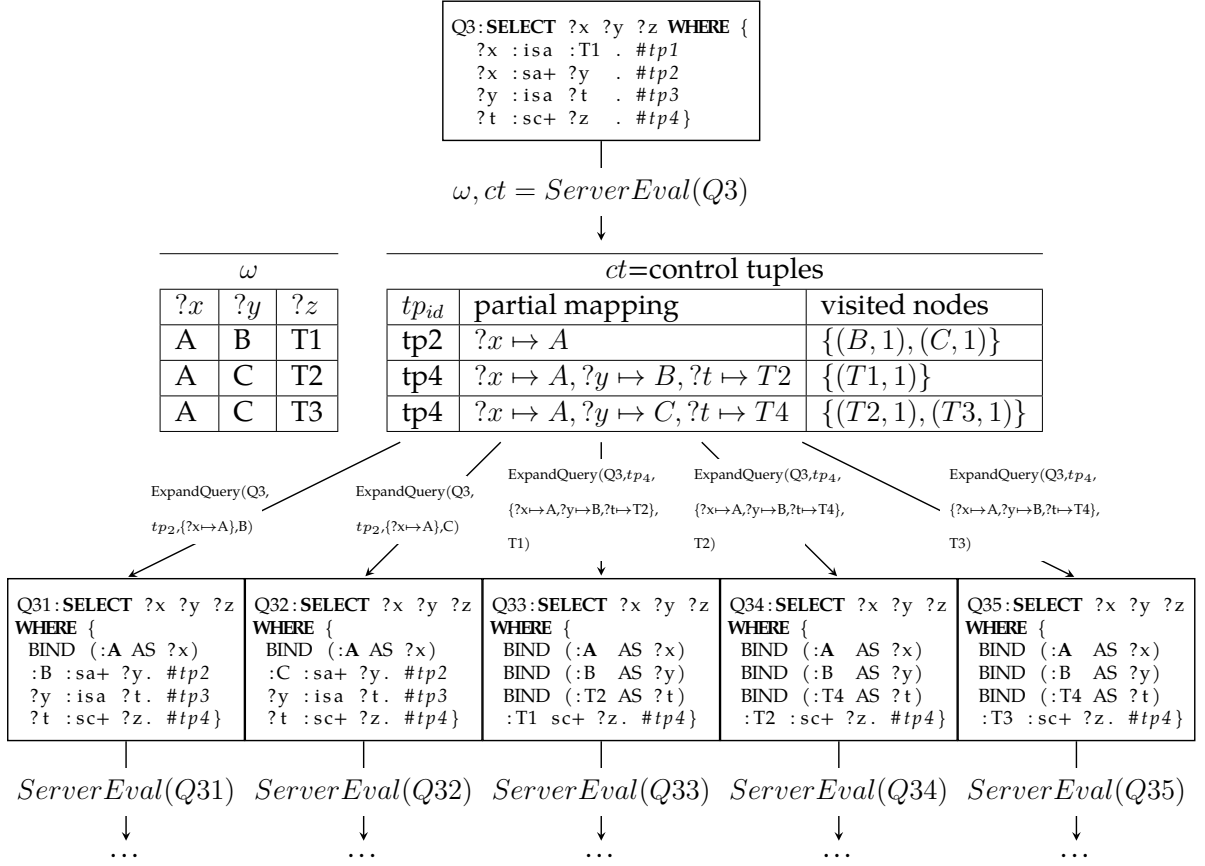 Q3:SELECT ?x ?y ?z WHERE {
?x :isa :T1 . #tp1
?x :sa+ ?y . #tp2
?y :isa ?t . #tp3
?t :sc+ ?z . #tp4}
ω, ct = ServerEval(Q3)
ω
?x ?y ?z
A B T1
A C T2
A C T3
ct=control tuples
tp_id partial mapping visited nodes
tp2 ?x ↦ A {(B, 1), (C, 1)}
tp4 ?x ↦ A, ?y ↦ B, ?t ↦ T2 {(T1, 1)}
tp4 ?x ↦ A, ?y ↦ C, ?t ↦ T4 {(T2, 1), (T3, 1)}
ExpandQuery(Q3,
tp₂,{?x↦A},B)
ExpandQuery(Q3,
tp₂,{?x↦A},C)
ExpandQuery(Q3,tp₄,
{?x↦A,?y↦B,?t↦T2},
T1)
ExpandQuery(Q3,tp₄,
{?x↦A,?y↦B,?t↦T4},
T2)
ExpandQuery(Q3,tp₄,
{?x↦A,?y↦B,?t↦T4},
T3)
Q31:SELECT ?x ?y ?z
WHERE {
BIND (:A AS ?x)
:B :sa+ ?y. #tp2
?y :isa ?t. #tp3
?t :sc+ ?z. #tp4}
Q32:SELECT ?x ?y ?z
WHERE {
BIND (:A AS ?x)
:C :sa+ ?y. #tp2
?y :isa ?t. #tp3
?t :sc+ ?z. #tp4}
Q33:SELECT ?x ?y ?z
WHERE {
BIND (:A AS ?x)
BIND (:B AS ?y)
BIND (:T2 AS ?t)
:T1 sc+ ?z. #tp4}
Q34:SELECT ?x ?y ?z
WHERE {
BIND (:A AS ?x)
BIND (:B AS ?y)
BIND (:T4 AS ?t)
:T2 :sc+ ?z. #tp4}
Q35:SELECT ?x ?y ?z
WHERE {
BIND (:A AS ?x)
BIND (:B AS ?y)
BIND (:T4 AS ?t)
:T3 :sc+ ?z. #tp4}
ServerEval(Q31) ServerEval(Q32) ServerEval(Q33) ServerEval(Q34) ServerEval(Q35)
... ... ... ... ...